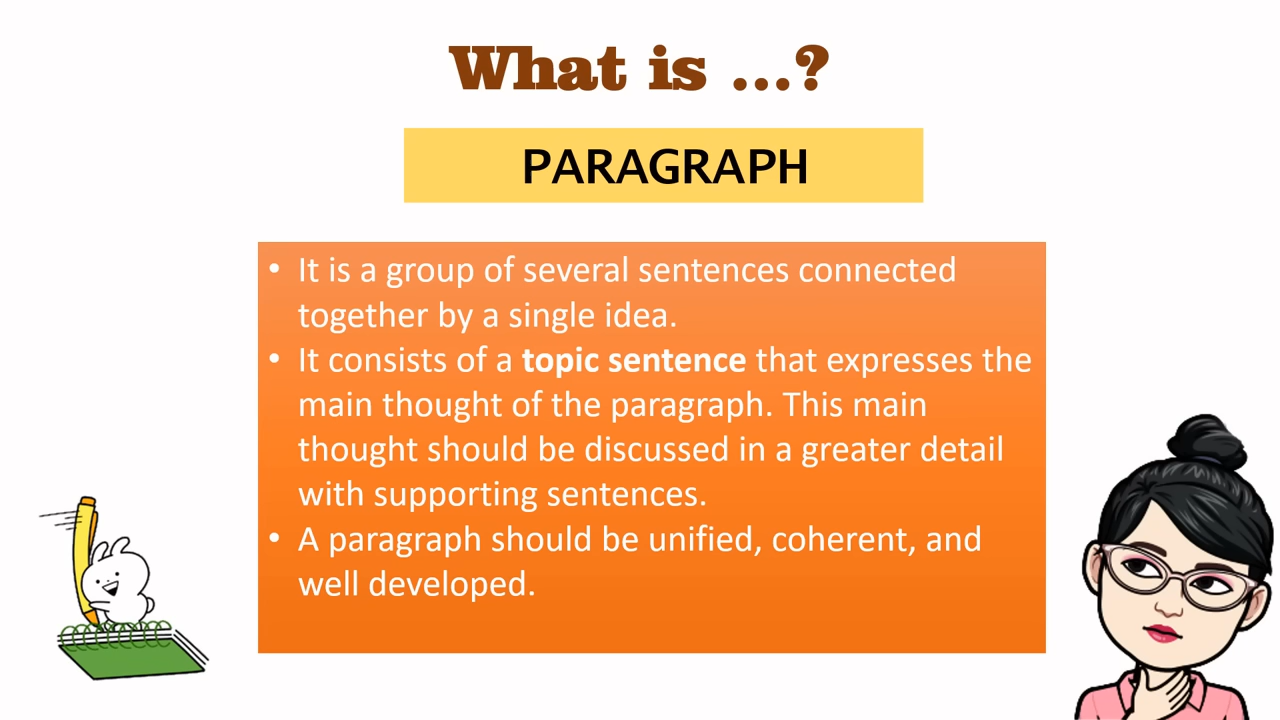 What is ...?
PARAGRAPH
• It is a group of several sentences connected
together by a single idea.
• It consists of a topic sentence that expresses the
main thought of the paragraph. This main
thought should be discussed in a greater detail
with supporting sentences.
• A paragraph should be unified, coherent, and
well developed.